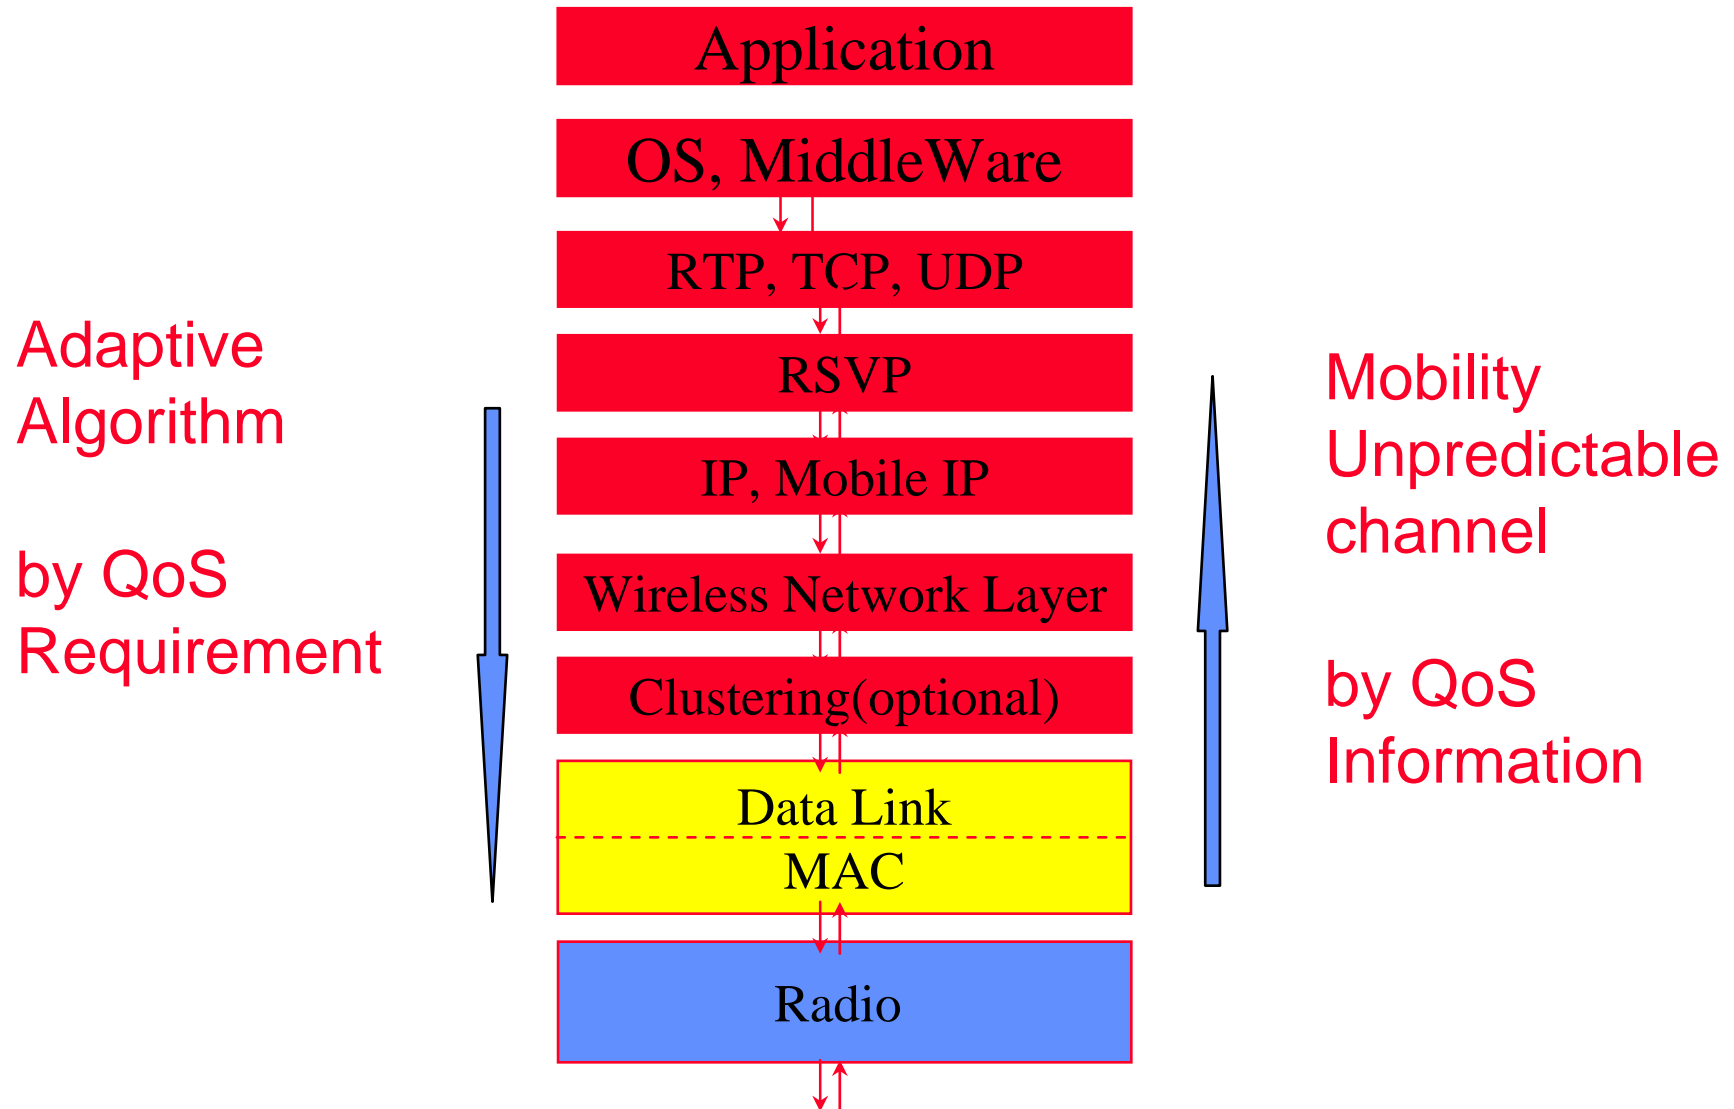 Application
OS, MiddleWare
RTP, TCP, UDP
RSVP
IP, Mobile IP
Wireless Network Layer
Clustering(optional)
Data Link
MAC
Radio
Adaptive
Algorithm
by QoS
Requirement
Mobility
Unpredictable
channel
by QoS
Information